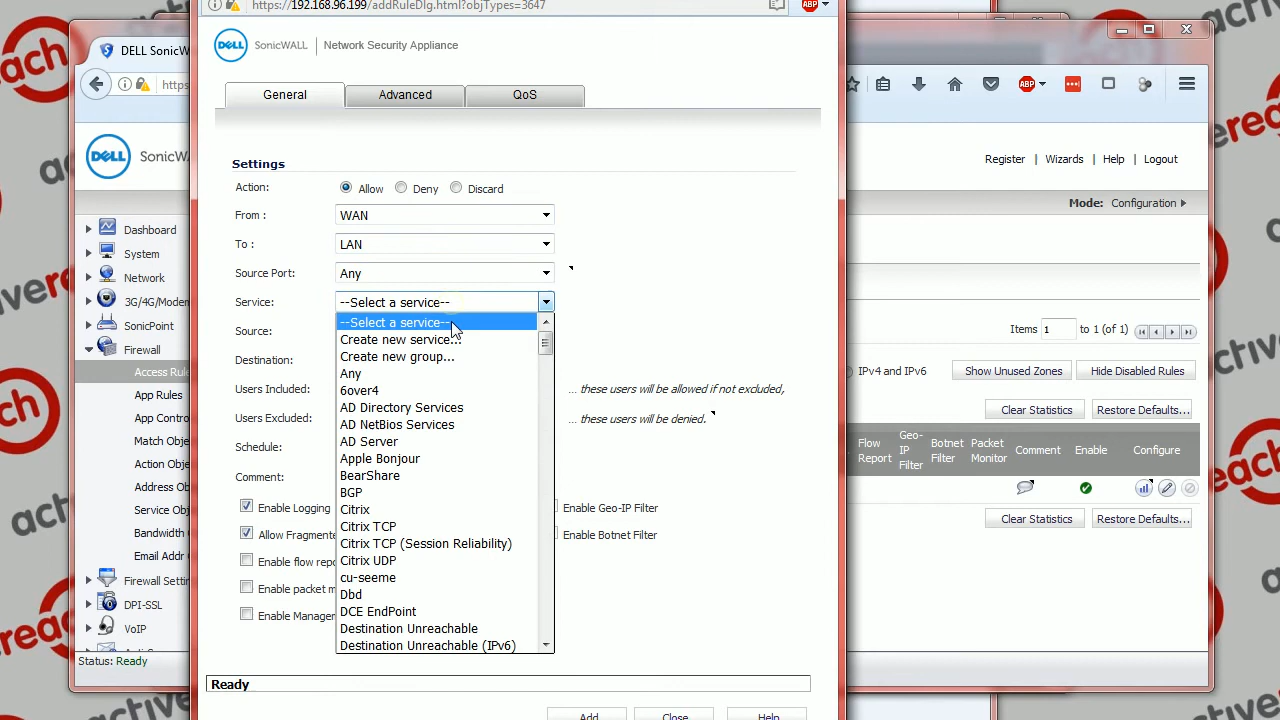 https://192.168.96.199/addRuleDlg.html?objTypes=3647
ABP
DELL SonicWA
https
ABP
DELL SONICWALL | Network Security Appliance
DELL SonicWA
General
Advanced
QoS
Register | Wizards | Help | Logout
Mode: Configuration
Settings
Action: Allow Deny Discard
From : WAN
To : LAN
Source Port: Any
Service: --Select a service--
Source:
Destination:
Users Included: ... these users will be allowed if not excluded,
Users Excluded: ... these users will be denied.
Schedule:
Comment:
Enable Logging
Enable Geo-IP Filter
Allow Fragmente
Enable Botnet Filter
Enable flow repo
Enable packet m
Enable Manager
--Select a service--
Create new service...
Create new group...
Any
6over4
AD Directory Services
AD NetBios Services
AD Server
Apple Bonjour
BearShare
BGP
Citrix
Citrix TCP
Citrix TCP (Session Reliability)
Citrix UDP
cu-seeme
Dbd
DCE EndPoint
Destination Unreachable
Destination Unreachable (IPv6)
Ready
Add
Close
Help
Dashboard
System
Network
3G/4G/Modem
SonicPoint
Firewall
Access Rule
App Rules
App Contro
Match Obje
Action Obje
Address Ob
Service Obj
Bandwidth
Email Addr
Firewall Setti
DPI-SSL
VoIP
Status: Ready
Items 1 to 1 (of 1)
IPv4 and IPv6
Show Unused Zones
Hide Disabled Rules
Clear Statistics
Restore Defaults...
Flow Report
Geo-IP Filter
Botnet Filter
Packet Monitor
Comment
Enable
Configure
Clear Statistics
Restore Defaults...